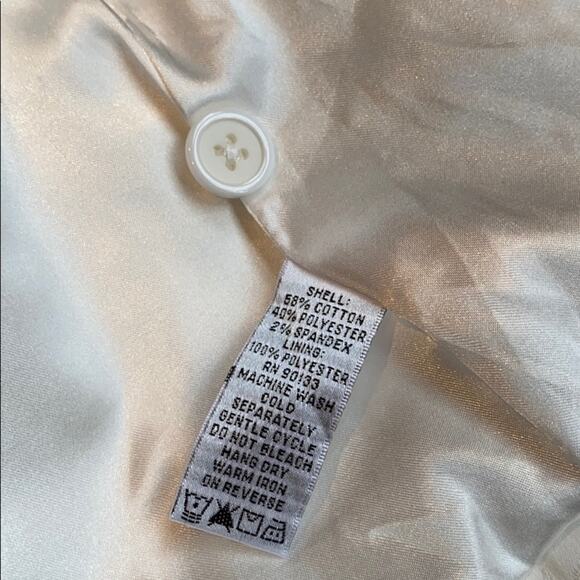 SHELL:
58% COTTON
40% POLYESTER
2% SPANDEX
LINING:
100% POLYESTER
RN 90133
MACHINE WASH
COLD
SEPARATELY
GENTLE CYCLE
DO NOT BLEACH
HANG DRY
WARM IRON
ON REVERSE